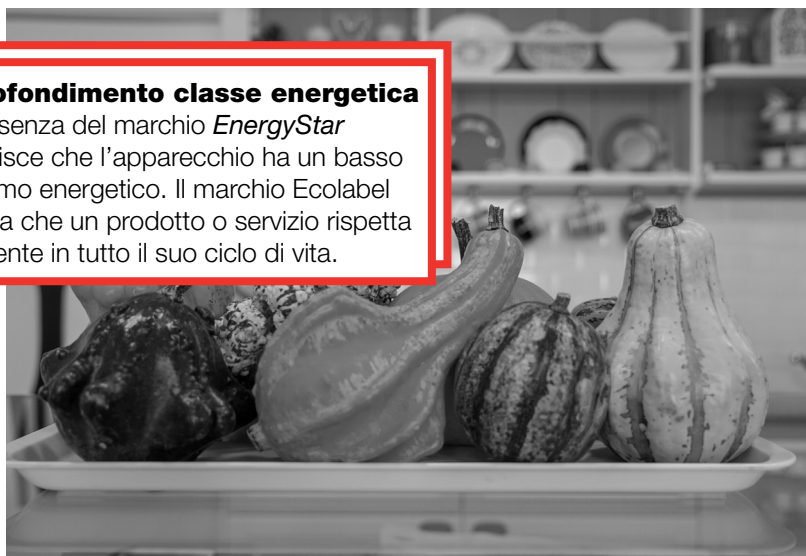 ofondimento classe energetica
senza del marchio EnergyStar
isce che l’apparecchio ha un basso
mo energetico. Il marchio Ecolabel
a che un prodotto o servizio rispetta
ente in tutto il suo ciclo di vita.